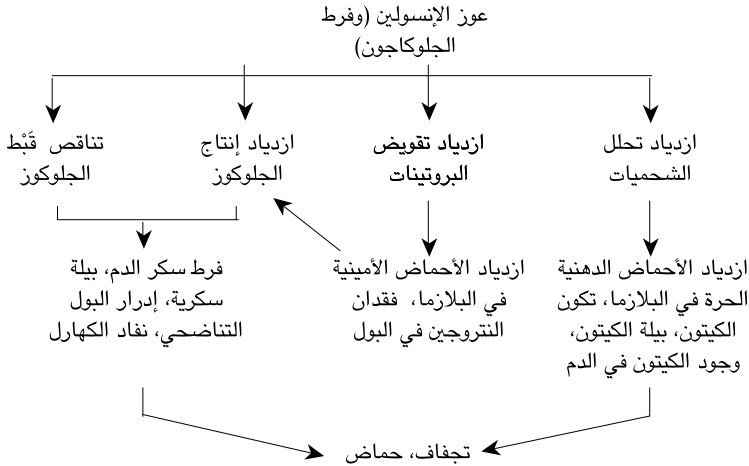 عوز الإنسولين (وفرط
الجلوكاجون)
ازدياد تحلل
الشحميات
ازدياد تقويض
البروتينات
ازدياد إنتاج
الجلوكوز
تناقص قَبْط
الجلوكوز
ازدياد الأحماض الدهنية
الحرة في البلازما، تكون
الكيتون، بيلة الكيتون،
وجود الكيتون في الدم
ازدياد الأحماض الأمينية
في البلازما، فقدان
النتروجين في البول
فرط سكر الدم، بيلة
سكرية، إدرار البول
التناضحي، نفاد الكهارل
تجفاف، حماض